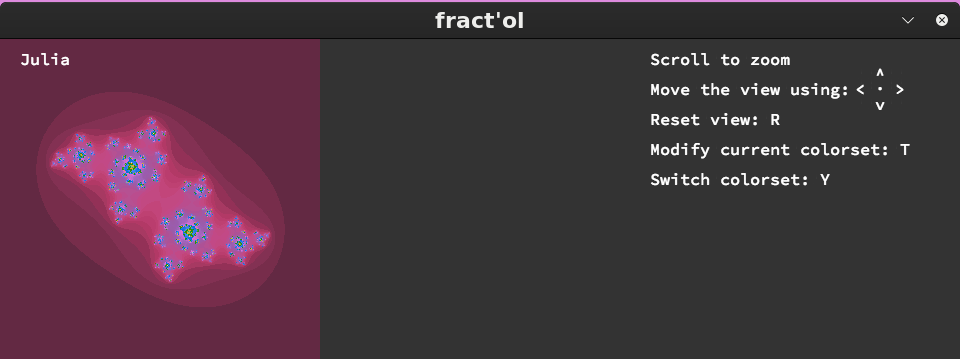 fract'ol
Julia
Scroll to zoom
^
Move the view using: < · >
v
Reset view: R
Modify current colorset: T
Switch colorset: Y